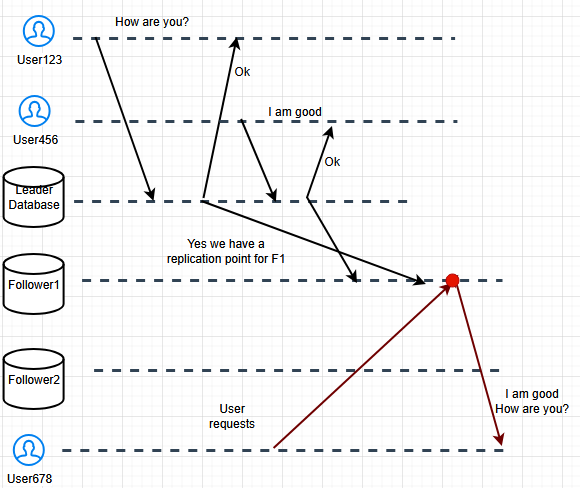 How are you?
User123
Ok
I am good
User456
Ok
Leader
Database
Yes we have a
replication point for F1
Follower1
Follower2
I am good
How are you?
User
requests
User678